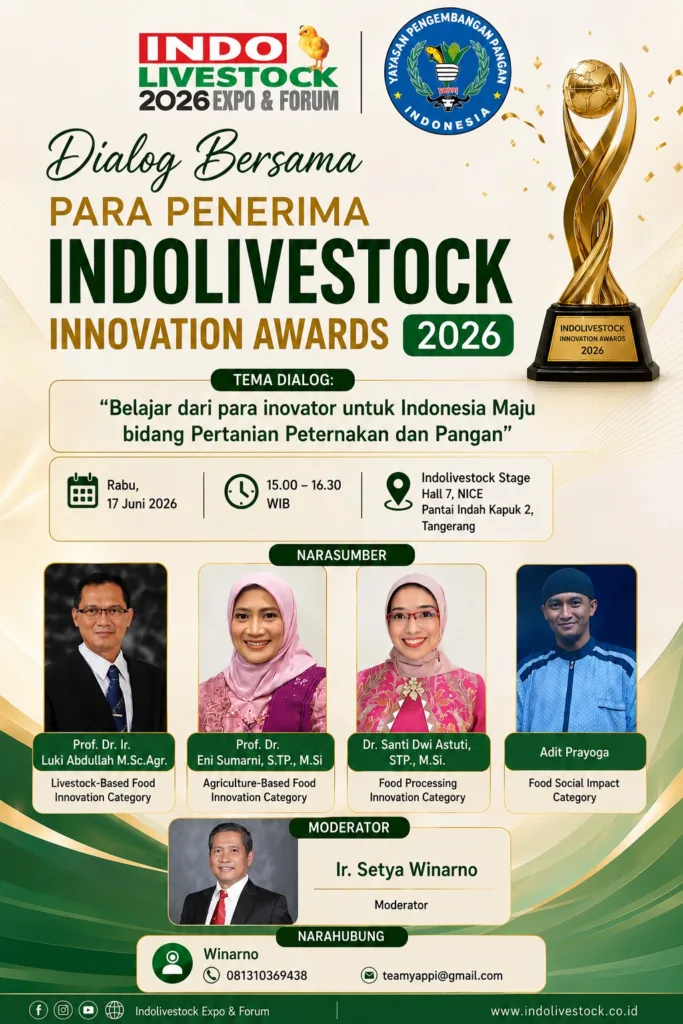 INDO
LIVESTOCK
2026 EXPO & FORUM
YAYASAN PENGEMBANGAN PANGAN
YAPPI
INDONESIA
Dialog Bersama
PARA PENERIMA
INDOLIVESTOCK
INNOVATION AWARDS 2026
INDOLIVESTOCK
INNOVATION AWARDS
2026
TEMA DIALOG:
“Belajar dari para inovator untuk Indonesia Maju
bidang Pertanian Peternakan dan Pangan”
Rabu,
17 Juni 2026
15.00 – 16.30
WIB
Indolivestock Stage
Hall 7, NICE
Pantai Indah Kapuk 2,
Tangerang
NARASUMBER
Prof. Dr. Ir.
Luki Abdullah M.Sc.Agr.
Livestock-Based Food
Innovation Category
Prof. Dr.
Eni Sumarni, S.TP., M.Si
Agriculture-Based Food
Innovation Category
Dr. Santi Dwi Astuti,
STP., M.Si.
Food Processing
Innovation Category
Adit Prayoga
Food Social Impact
Category
MODERATOR
Ir. Setya Winarno
Moderator
NARAHUBUNG
Winarno
081310369438
teamyappi@gmail.com
Indolivestock Expo & Forum
www.indolivestock.co.id